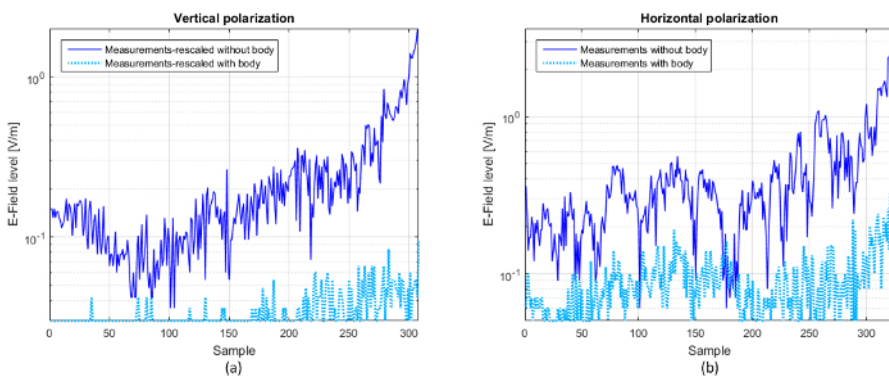 Vertical polarization
Measurements-rescaled without body
Measurements-rescaled with body
E-Field level [V/m]
10^0
10^-1
0 50 100 150 200 250 300
Sample
(a)
Horizontal polarization
Measurements without body
Measurements with body
E-Field level [V/m]
10^0
10^-1
0 50 100 150 200 250 300
Sample
(b)